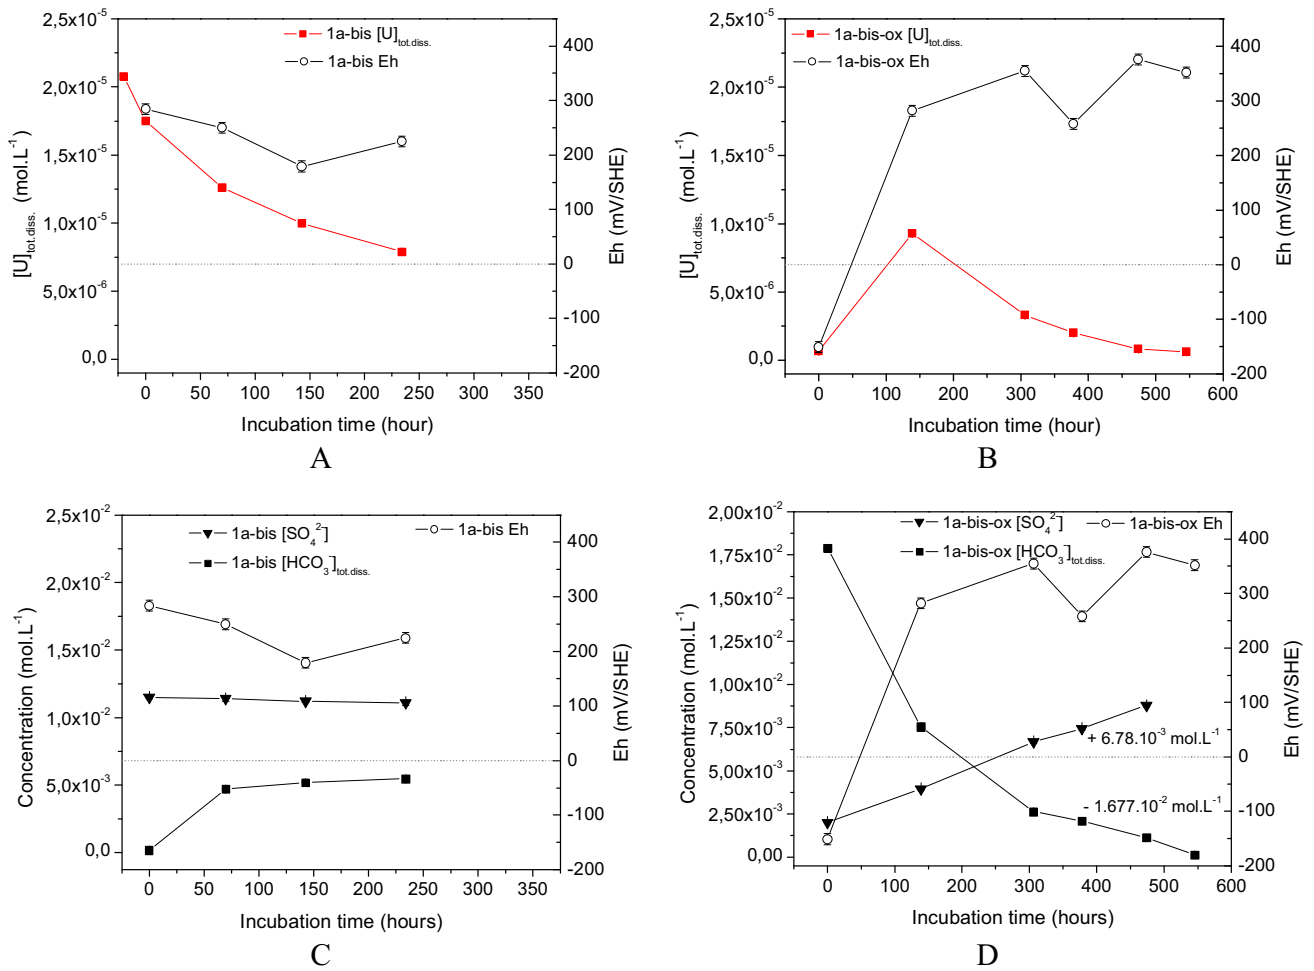 2,5x10⁻⁵
2,0x10⁻⁵
1,5x10⁻⁵
1,0x10⁻⁵
5,0x10⁻⁶
0,0
[U]tot.diss. (mol.L⁻¹)
1a-bis [U]tot.diss.
1a-bis Eh
400
300
200
100
0
-100
-200
Eh (mV/SHE)
0 50 100 150 200 250 300 350
Incubation time (hour)
A
2,5x10⁻⁵
2,0x10⁻⁵
1,5x10⁻⁵
1,0x10⁻⁵
5,0x10⁻⁶
0,0
[U]tot.diss. (mol.L⁻¹)
1a-bis-ox [U]tot.diss.
1a-bis-ox Eh
400
300
200
100
0
-100
-200
Eh (mV/SHE)
0 100 200 300 400 500 600
Incubation time (hour)
B
2,5x10⁻²
2,0x10⁻²
1,5x10⁻²
1,0x10⁻²
5,0x10⁻³
0,0
Concentration (mol.L⁻¹)
1a-bis [SO₄²⁻]
1a-bis [HCO₃⁻]tot.diss.
1a-bis Eh
400
300
200
100
0
-100
-200
Eh (mV/SHE)
0 50 100 150 200 250 300 350
Incubation time (hours)
C
2,00x10⁻²
1,75x10⁻²
1,50x10⁻²
1,25x10⁻²
1,00x10⁻²
7,50x10⁻³
5,00x10⁻³
2,50x10⁻³
0,00
Concentration (mol.L⁻¹)
1a-bis-ox [SO₄²⁻]
1a-bis-ox [HCO₃⁻]tot.diss.
1a-bis-ox Eh
+ 6.78.10⁻³ mol.L⁻¹
- 1.677.10⁻² mol.L⁻¹
400
300
200
100
0
-100
-200
Eh (mV/SHE)
0 100 200 300 400 500 600
Incubation time (hours)
D